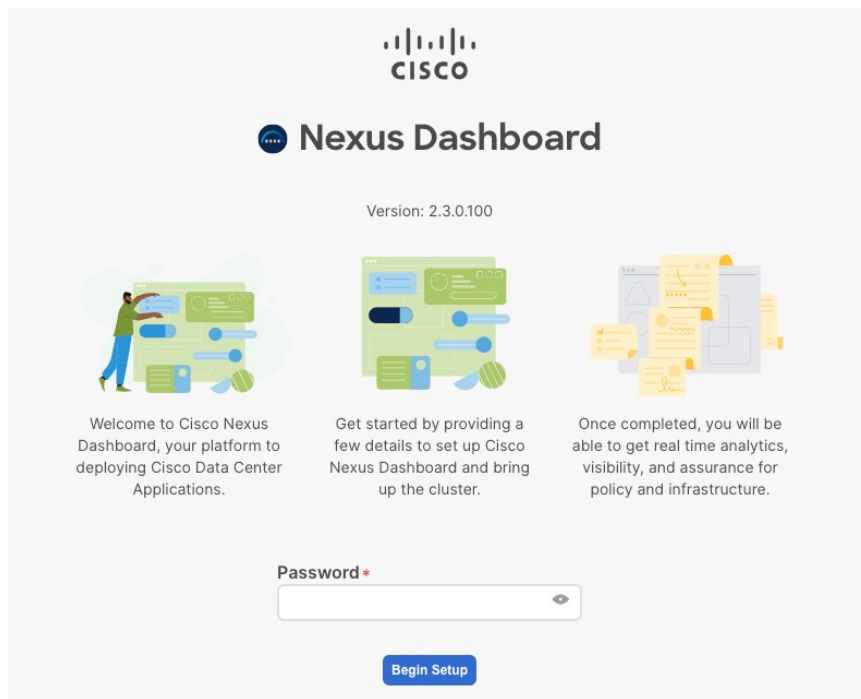 CISCO
Nexus Dashboard
Version: 2.3.0.100
Welcome to Cisco Nexus
Dashboard, your platform to
deploying Cisco Data Center
Applications.
Get started by providing a
few details to set up Cisco
Nexus Dashboard and bring
up the cluster.
Once completed, you will be
able to get real time analytics,
visibility, and assurance for
policy and infrastructure.
Password*
Begin Setup